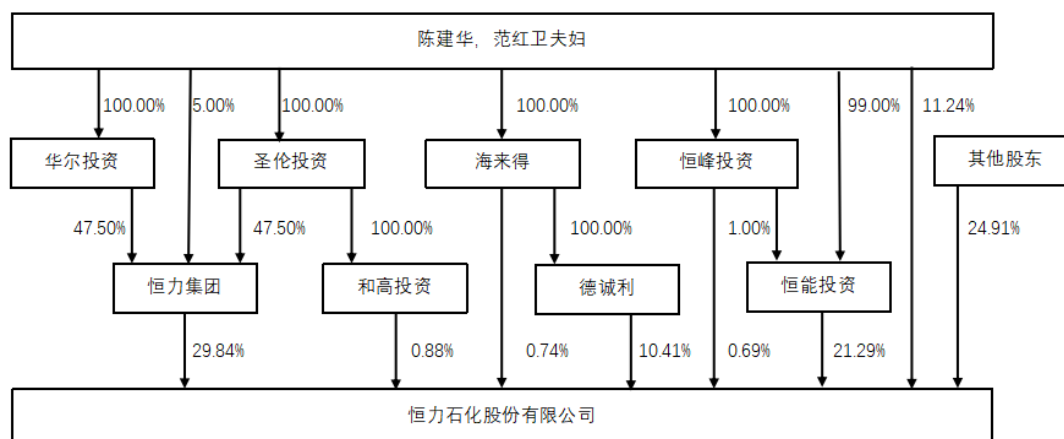 陈建华，范红卫夫妇
100.00%
5.00%
100.00%
100.00%
100.00%
99.00%
11.24%
华尔投资
圣伦投资
海来得
恒峰投资
其他股东
47.50%
47.50%
100.00%
100.00%
1.00%
24.91%
恒力集团
和高投资
德诚利
恒能投资
29.84%
0.88%
0.74%
10.41%
0.69%
21.29%
恒力石化股份有限公司